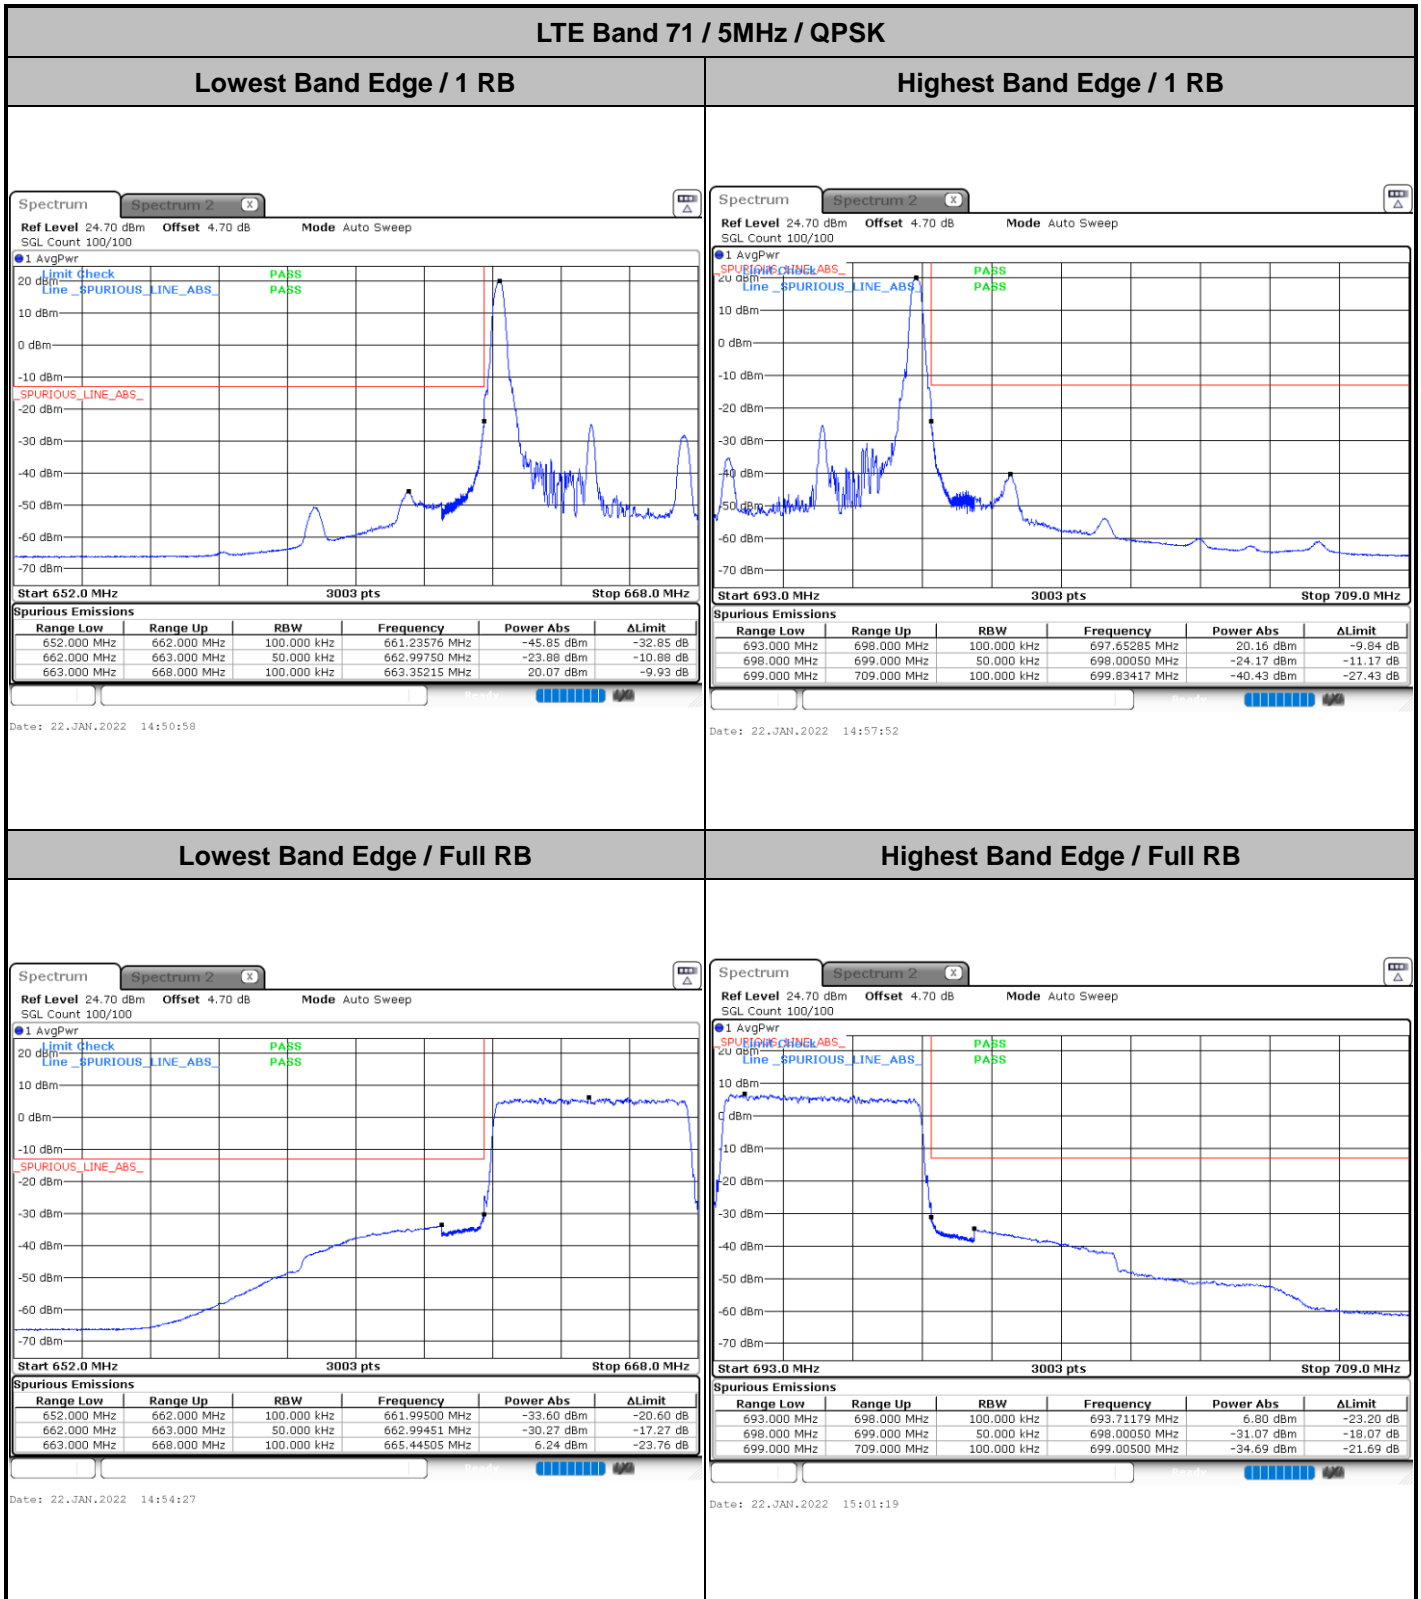 LTE Band 71 / 5MHz / QPSK
Lowest Band Edge / 1 RB
Highest Band Edge / 1 RB
Spectrum
Spectrum 2
X
Ref Level 24.70 dBm Offset 4.70 dB Mode Auto Sweep
SGL Count 100/100
1 AvgPwr
Limit Check PASS
Line _SPURIOUS_LINE_ABS_ PASS
20 dBm
10 dBm
0 dBm
-10 dBm
_SPURIOUS_LINE_ABS_
-20 dBm
-30 dBm
-40 dBm
-50 dBm
-60 dBm
-70 dBm
Start 652.0 MHz 3003 pts Stop 668.0 MHz
Spurious Emissions
Range Low Range Up RBW Frequency Power Abs ΔLimit
652.000 MHz 662.000 MHz 100.000 kHz 661.23576 MHz -45.85 dBm -32.85 dB
662.000 MHz 663.000 MHz 50.000 kHz 662.99750 MHz -23.88 dBm -10.88 dB
663.000 MHz 668.000 MHz 100.000 kHz 663.35215 MHz 20.07 dBm -9.93 dB
Ready
Date: 22.JAN.2022 14:50:58
Spectrum
Spectrum 2
X
Ref Level 24.70 dBm Offset 4.70 dB Mode Auto Sweep
SGL Count 100/100
1 AvgPwr
_SPURIOUS_LINE_ABS_
Limit Check PASS
20 dBm
Line _SPURIOUS_LINE_ABS_ PASS
10 dBm
0 dBm
-10 dBm
-20 dBm
-30 dBm
-40 dBm
-50 dBm
-60 dBm
-70 dBm
Start 693.0 MHz 3003 pts Stop 709.0 MHz
Spurious Emissions
Range Low Range Up RBW Frequency Power Abs ΔLimit
693.000 MHz 698.000 MHz 100.000 kHz 697.65285 MHz 20.16 dBm -9.84 dB
698.000 MHz 699.000 MHz 50.000 kHz 698.00050 MHz -24.17 dBm -11.17 dB
699.000 MHz 709.000 MHz 100.000 kHz 699.83417 MHz -40.43 dBm -27.43 dB
Ready
Date: 22.JAN.2022 14:57:52
Lowest Band Edge / Full RB
Highest Band Edge / Full RB
Spectrum
Spectrum 2
X
Ref Level 24.70 dBm Offset 4.70 dB Mode Auto Sweep
SGL Count 100/100
1 AvgPwr
Limit Check PASS
Line _SPURIOUS_LINE_ABS_ PASS
20 dBm
10 dBm
0 dBm
-10 dBm
_SPURIOUS_LINE_ABS_
-20 dBm
-30 dBm
-40 dBm
-50 dBm
-60 dBm
-70 dBm
Start 652.0 MHz 3003 pts Stop 668.0 MHz
Spurious Emissions
Range Low Range Up RBW Frequency Power Abs ΔLimit
652.000 MHz 662.000 MHz 100.000 kHz 661.99500 MHz -33.60 dBm -20.60 dB
662.000 MHz 663.000 MHz 50.000 kHz 662.99451 MHz -30.27 dBm -17.27 dB
663.000 MHz 668.000 MHz 100.000 kHz 665.44505 MHz 6.24 dBm -23.76 dB
Ready
Date: 22.JAN.2022 14:54:27
Spectrum
Spectrum 2
X
Ref Level 24.70 dBm Offset 4.70 dB Mode Auto Sweep
SGL Count 100/100
1 AvgPwr
_SPURIOUS_LINE_ABS_
Limit Check PASS
20 dBm
Line _SPURIOUS_LINE_ABS_ PASS
10 dBm
0 dBm
-10 dBm
-20 dBm
-30 dBm
-40 dBm
-50 dBm
-60 dBm
-70 dBm
Start 693.0 MHz 3003 pts Stop 709.0 MHz
Spurious Emissions
Range Low Range Up RBW Frequency Power Abs ΔLimit
693.000 MHz 698.000 MHz 100.000 kHz 693.71179 MHz 6.80 dBm -23.20 dB
698.000 MHz 699.000 MHz 50.000 kHz 698.00050 MHz -31.07 dBm -18.07 dB
699.000 MHz 709.000 MHz 100.000 kHz 699.00500 MHz -34.69 dBm -21.69 dB
Ready
Date: 22.JAN.2022 15:01:19